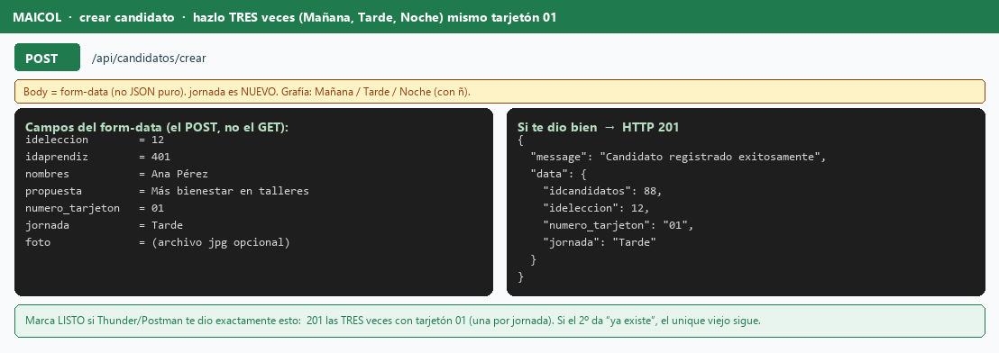 MAICOL · crear candidato · hazlo TRES veces (Mañana, Tarde, Noche) mismo tarjetón 01
POST /api/candidatos/crear
Body = form-data (no JSON puro). jornada es NUEVO. Grafía: Mañana / Tarde / Noche (con ñ).
Campos del form-data (el POST, no el GET):
ideleccion = 12
idaprendiz = 401
nombres = Ana Pérez
propuesta = Más bienestar en talleres
numero_tarjeton = 01
jornada = Tarde
foto = (archivo jpg opcional)
Si te dio bien → HTTP 201
{
"message": "Candidato registrado exitosamente",
"data": {
"idcandidatos": 88,
"ideleccion": 12,
"numero_tarjeton": "01",
"jornada": "Tarde"
}
}
Marca LISTO si Thunder/Postman te dio exactamente esto: 201 las TRES veces con tarjetón 01 (una por jornada). Si el 2º da “ya existe”, el unique viejo sigue.